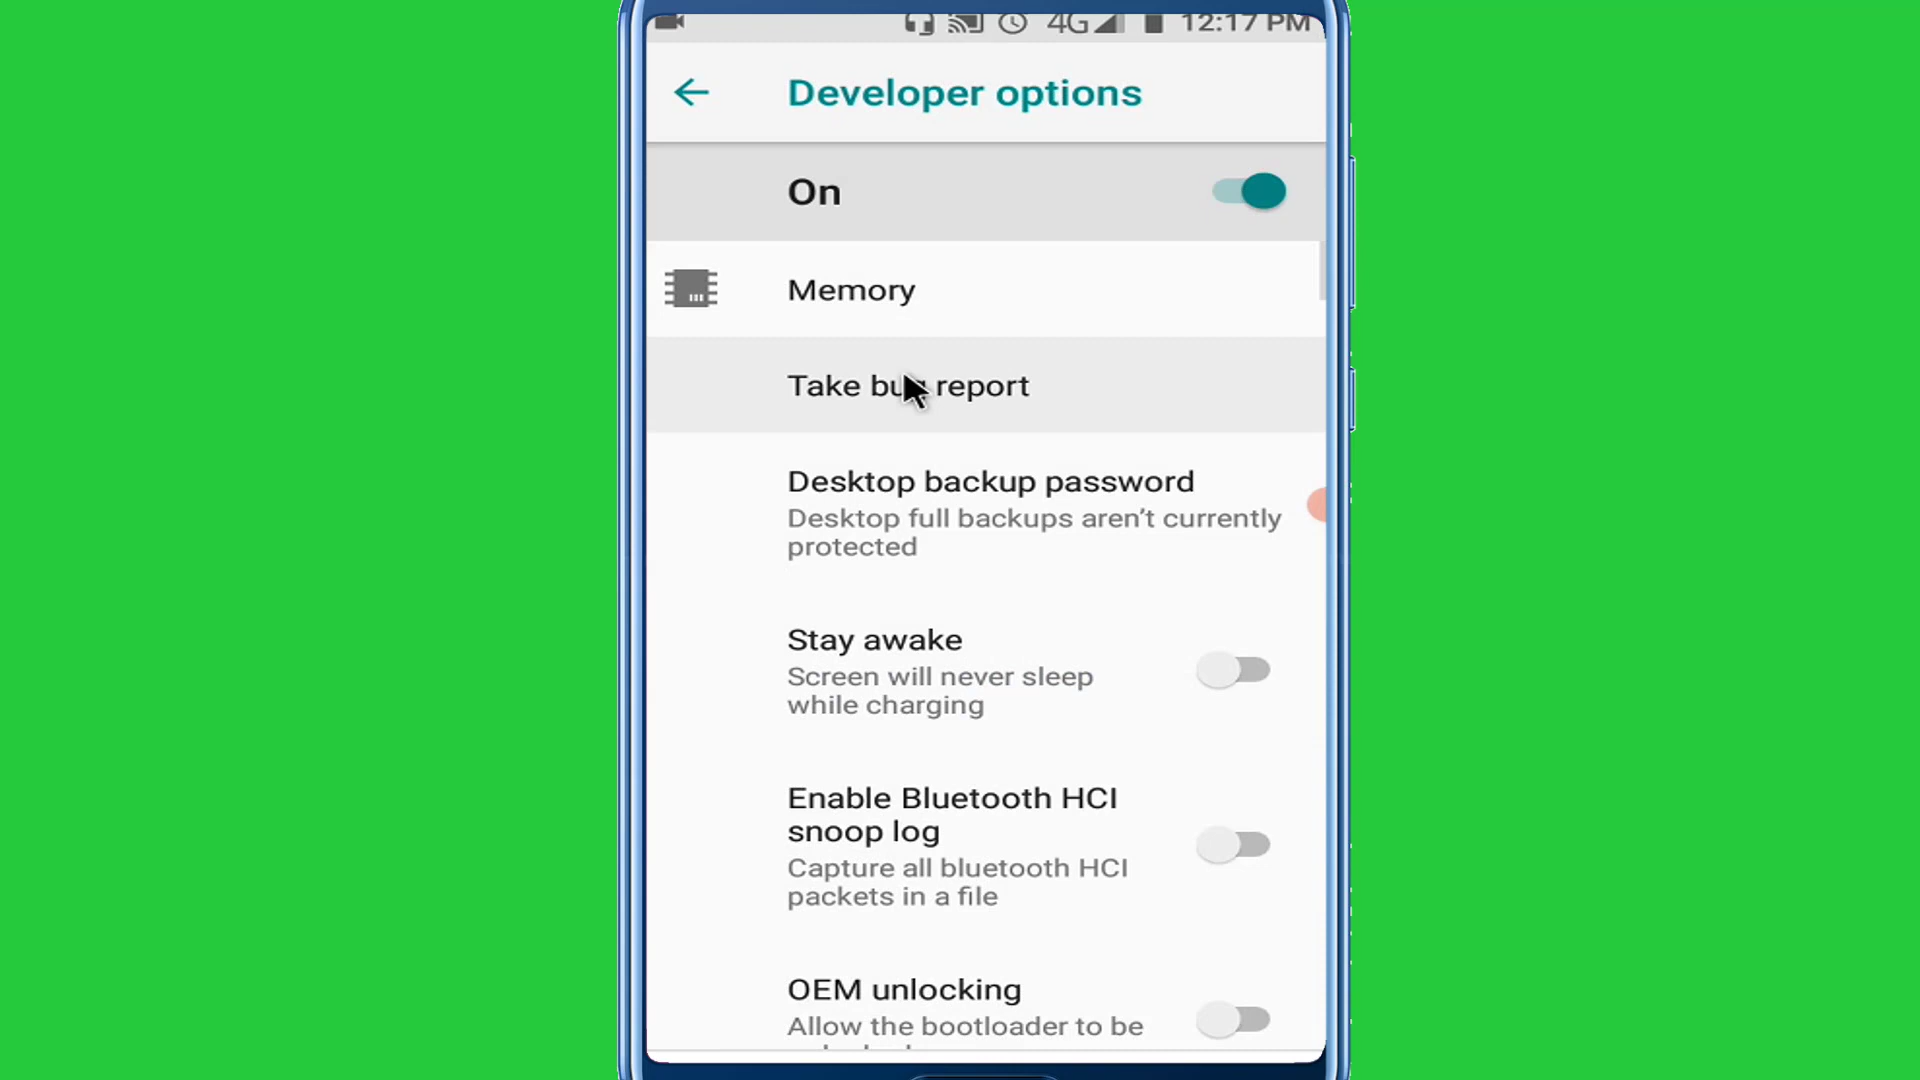 4G 12:17 PM
Developer options
On
Memory
Take bug report
Desktop backup password
Desktop full backups aren’t currently
protected
Stay awake
Screen will never sleep
while charging
Enable Bluetooth HCI
snoop log
Capture all bluetooth HCI
packets in a file
OEM unlocking
Allow the bootloader to be